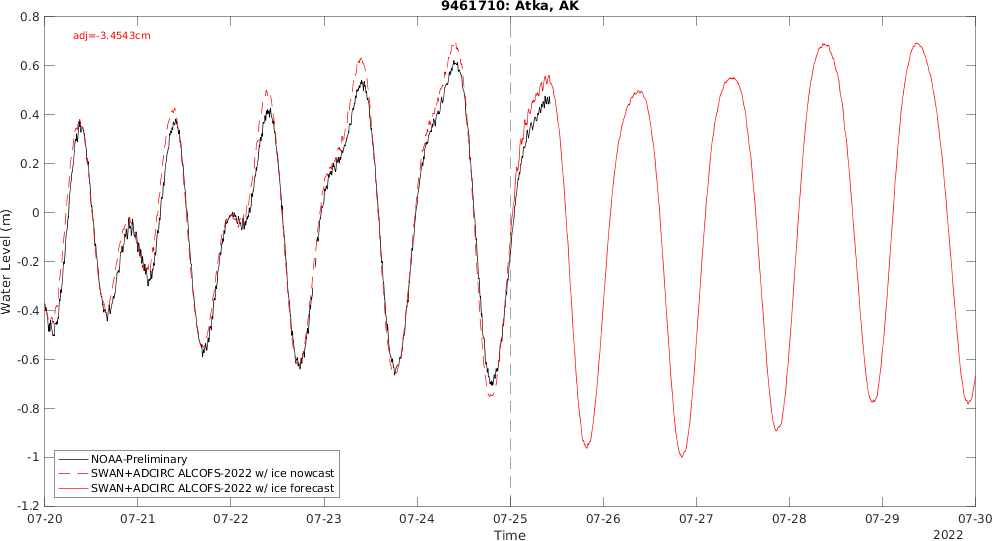 9461710: Atka, AK
adj=-3.4543cm
0.8
0.6
0.4
0.2
0
-0.2
-0.4
-0.6
-0.8
-1
-1.2
Water Level (m)
NOAA-Preliminary
SWAN+ADCIRC ALCOFS-2022 w/ ice nowcast
SWAN+ADCIRC ALCOFS-2022 w/ ice forecast
07-20 07-21 07-22 07-23 07-24 07-25 07-26 07-27 07-28 07-29 07-30
Time
2022